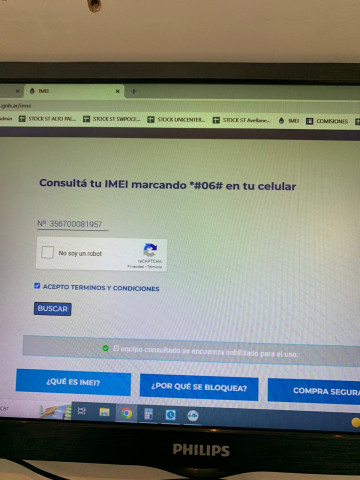 IMEI
.gob.ar/imei
STOCK ST ALTO PAL...
STOCK ST SWPOCE...
STOCK UNICENTER...
STOCK ST Avellane...
IMEI
COMISIONES
Consultá tu IMEI marcando *#06# en tu celular
Nº 356700081957
No soy un robot
reCAPTCHA
Privacidad - Términos
ACEPTO TERMINOS Y CONDICIONES
BUSCAR
El equipo consultado se encuentra habilitado para el uso.
¿QUÉ ES IMEI?
¿POR QUÉ SE BLOQUEA?
COMPRA SEGURA
car
PHILIPS